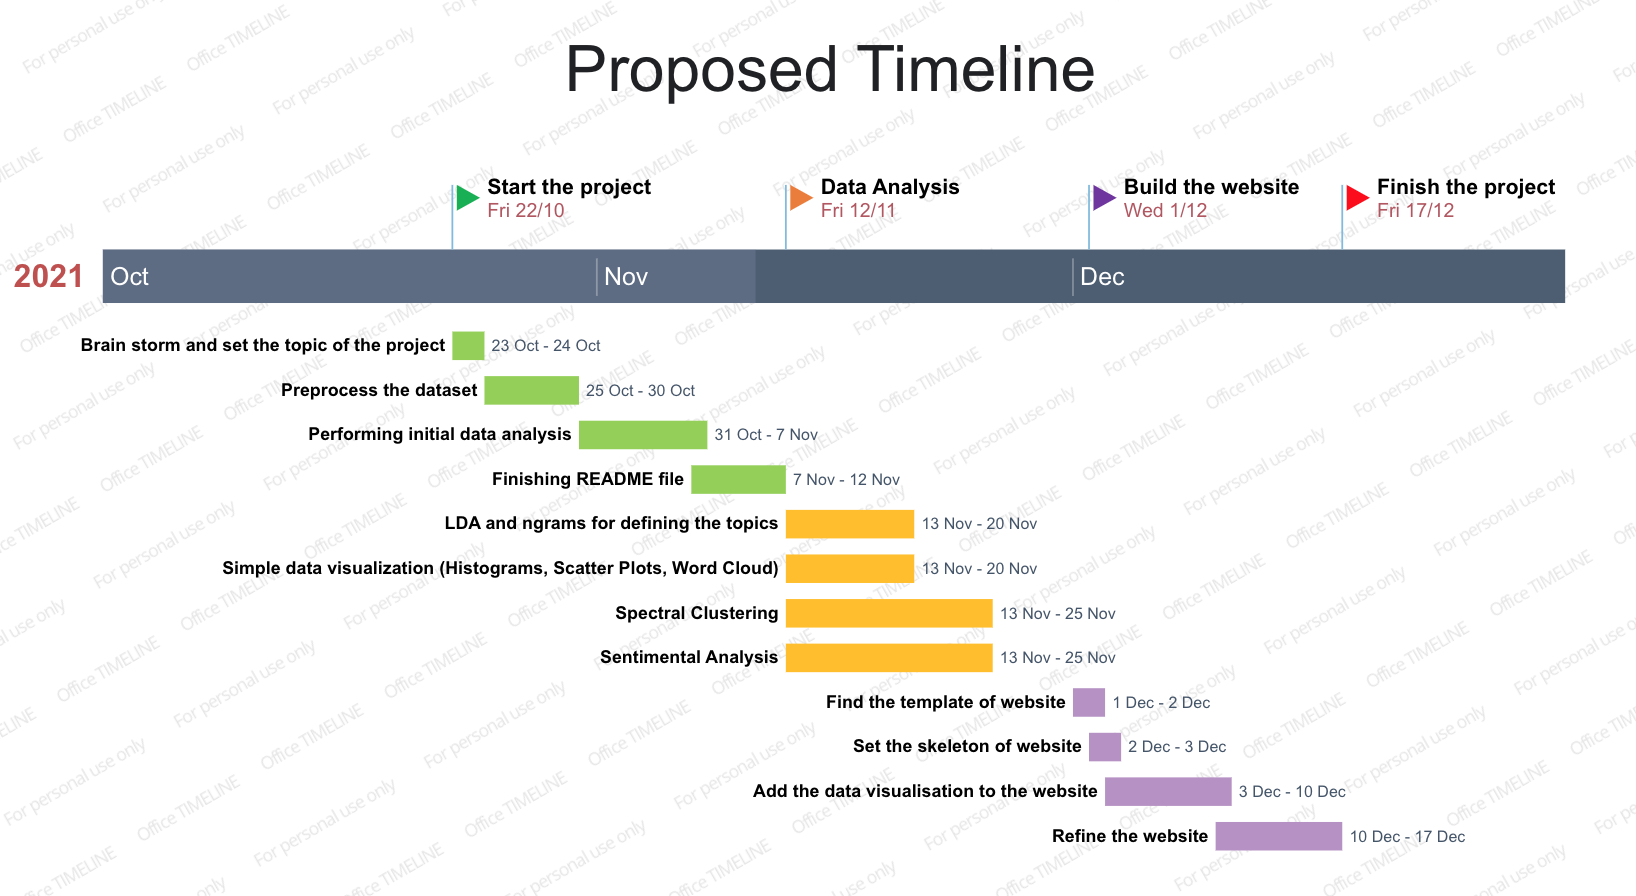 Proposed Timeline
Start the project
Fri 22/10
Data Analysis
Fri 12/11
Build the website
Wed 1/12
Finish the project
Fri 17/12
2021
Oct
Nov
Dec
Brain storm and set the topic of the project
23 Oct - 24 Oct
Preprocess the dataset
25 Oct - 30 Oct
Performing initial data analysis
31 Oct - 7 Nov
Finishing README file
7 Nov - 12 Nov
LDA and ngrams for defining the topics
13 Nov - 20 Nov
Simple data visualization (Histograms, Scatter Plots, Word Cloud)
13 Nov - 20 Nov
Spectral Clustering
13 Nov - 25 Nov
Sentimental Analysis
13 Nov - 25 Nov
Find the template of website
1 Dec - 2 Dec
Set the skeleton of website
2 Dec - 3 Dec
Add the data visualisation to the website
3 Dec - 10 Dec
Refine the website
10 Dec - 17 Dec
For personal use only
Office TIMELINE